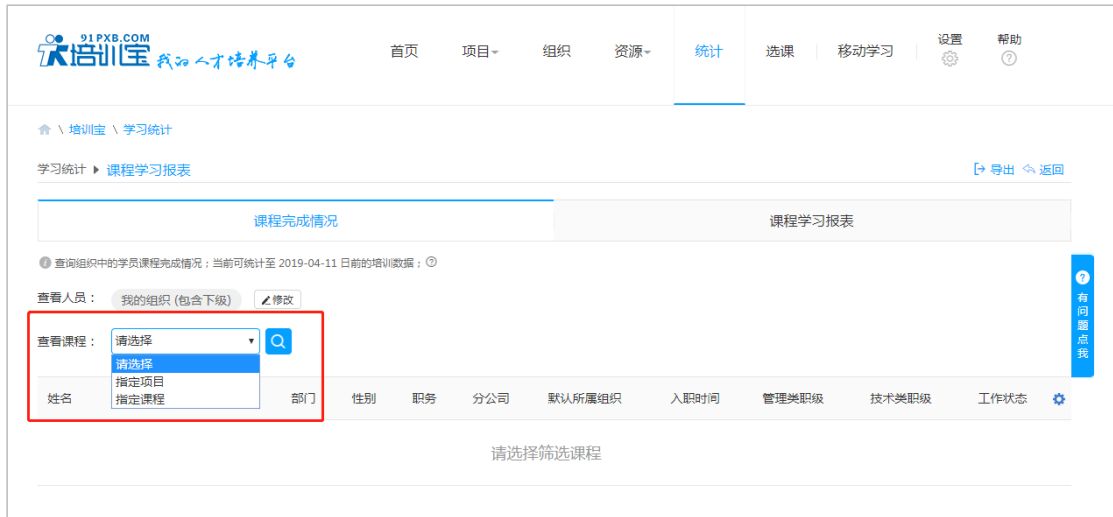 91PXB.COM
培训宝 我的人才培养平台
首页 项目 组织 资源 统计 选课 移动学习 设置 帮助
\ 培训宝 \ 学习统计
学习统计 ▶ 课程学习报表 导出 返回
课程完成情况 课程学习报表
查询组织中的学员课程完成情况；当前可统计至 2019-04-11 日前的培训数据；
查看人员： 我的组织 (包含下级) 修改
查看课程： 请选择
请选择
指定项目
指定课程
姓名 部门 性别 职务 分公司 默认所属组织 入职时间 管理类职级 技术类职级 工作状态
请选择筛选课程
有问题点我